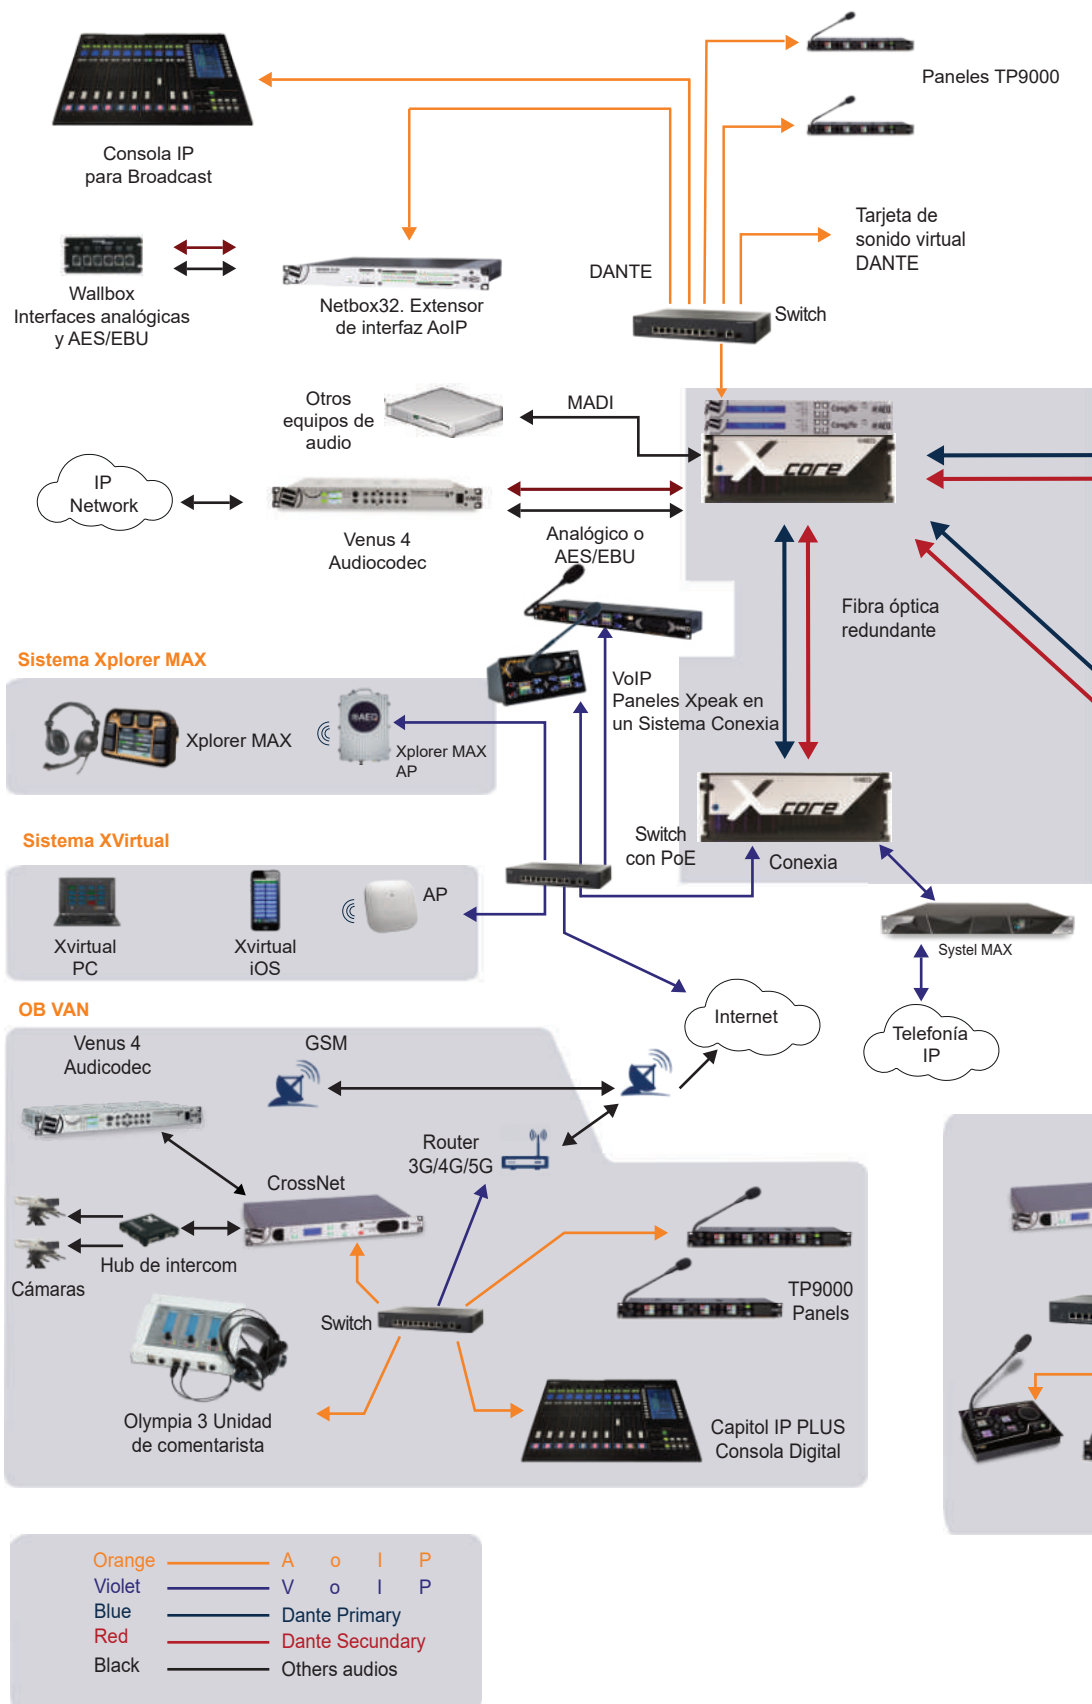 Consola IP
para Broadcast
Paneles TP9000
Tarjeta de
sonido virtual
DANTE
DANTE
Switch
Wallbox
Interfaces analógicas
y AES/EBU
Netbox32. Extensor
de interfaz AoIP
Otros
equipos de
audio
MADI
X core
IP
Network
Venus 4
Audiocodec
Analógico o
AES/EBU
Fibra óptica
redundante
Sistema Xplorer MAX
Xplorer MAX
AEQ
Xplorer MAX
AP
VoIP
Paneles Xpeak en
un Sistema Conexia
X core
Sistema XVirtual
Switch
con PoE
Conexia
Xvirtual
PC
Xvirtual
iOS
AP
Systel MAX
Internet
Telefonía
IP
OB VAN
Venus 4
Audicodec
GSM
Router
3G/4G/5G
CrossNet
Hub de intercom
Cámaras
Switch
TP9000
Panels
Olympia 3 Unidad
de comentarista
Capitol IP PLUS
Consola Digital
Orange A o I P
Violet V o I P
Blue Dante Primary
Red Dante Secundary
Black Others audios